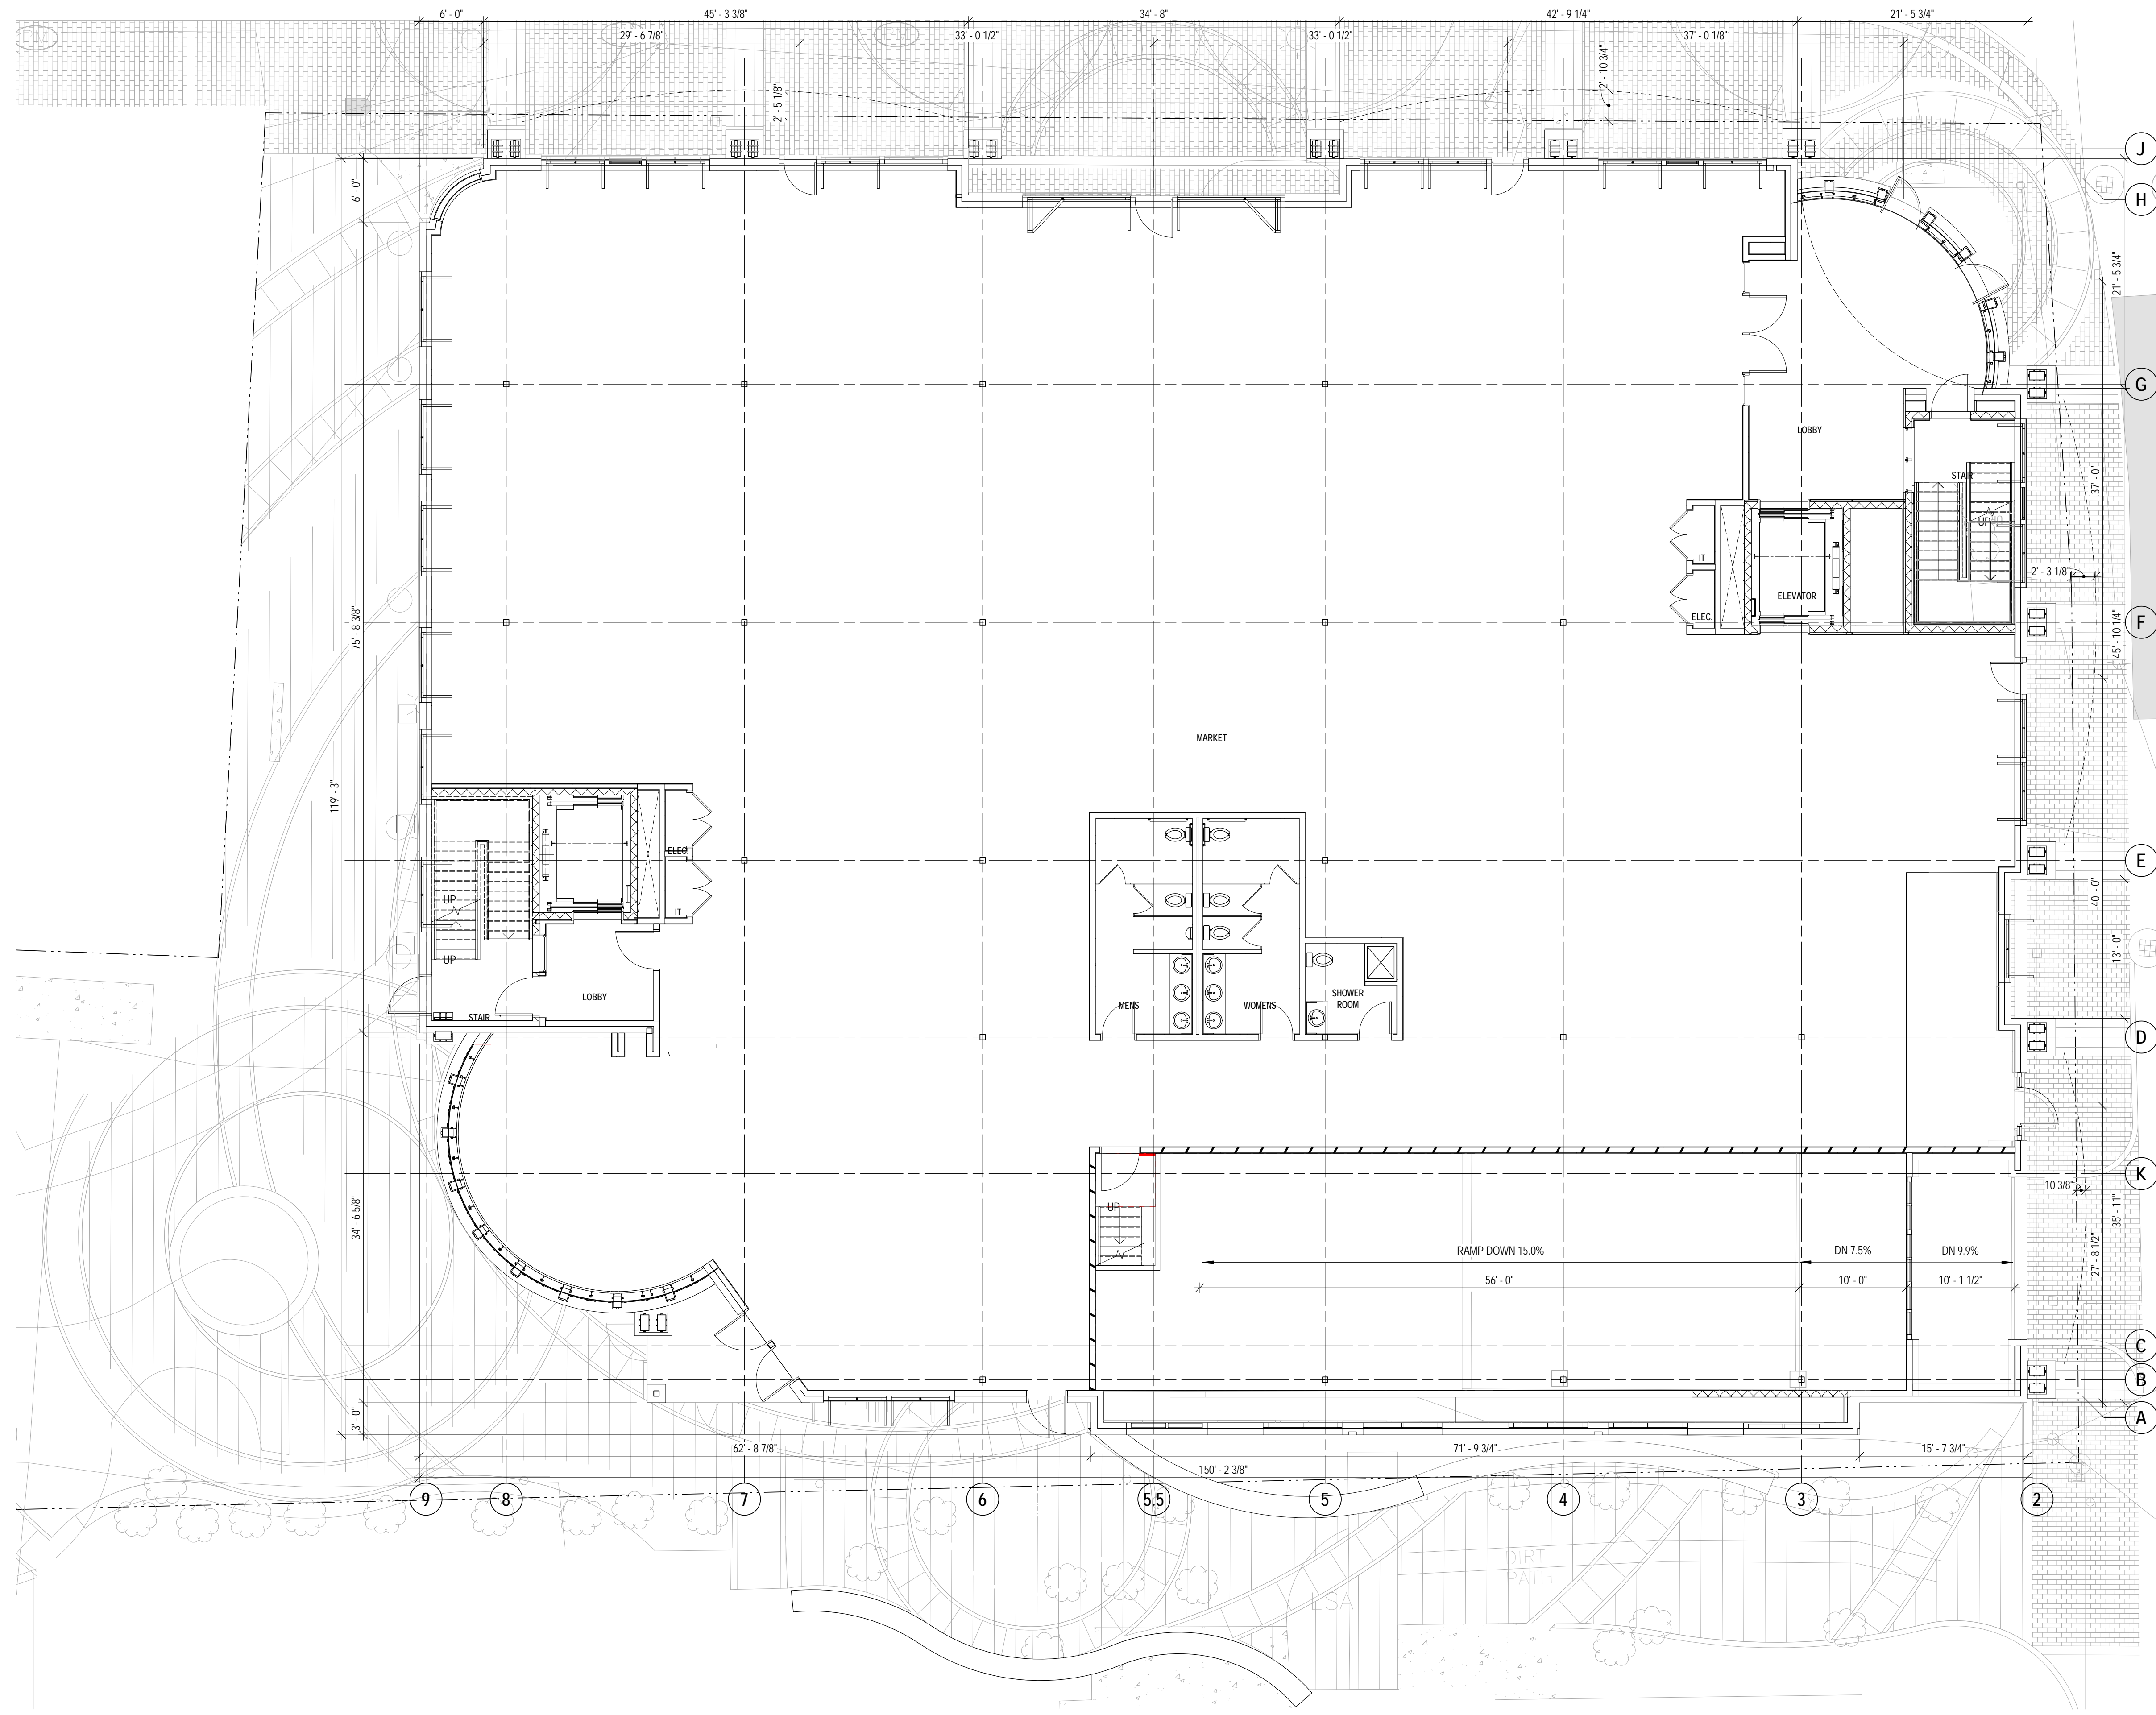 6' - 0"
45' - 3 3/8"
34' - 8"
42' - 9 1/4"
21' - 5 3/4"
29' - 6 7/8"
33' - 0 1/2"
33' - 0 1/2"
37' - 0 1/8"
2' - 5 1/8"
2' - 10 3/4"
J
H
6' - 0"
21' - 5 3/4"
G
LOBBY
STAIR
37' - 0"
UP
IT
2' - 3 1/8"
ELEVATOR
ELEC.
F
75' - 8 3/8"
45' - 10 1/4"
MARKET
119' - 3"
ELEC.
E
UP
IT
40' - 0"
13' - 0"
UP
LOBBY
SHOWER
ROOM
MENS
WOMENS
STAIR
D
K
10 3/8"
UP
34' - 6 5/8"
35' - 11"
27' - 8 1/2"
RAMP DOWN 15.0%
DN 7.5%
DN 9.9%
56' - 0"
10' - 0"
10' - 1 1/2"
C
B
A
3' - 0"
62' - 8 7/8"
71' - 9 3/4"
15' - 7 3/4"
150' - 2 3/8"
9
8
7
6
5.5
5
4
3
2
DIRT
PATH
LSA